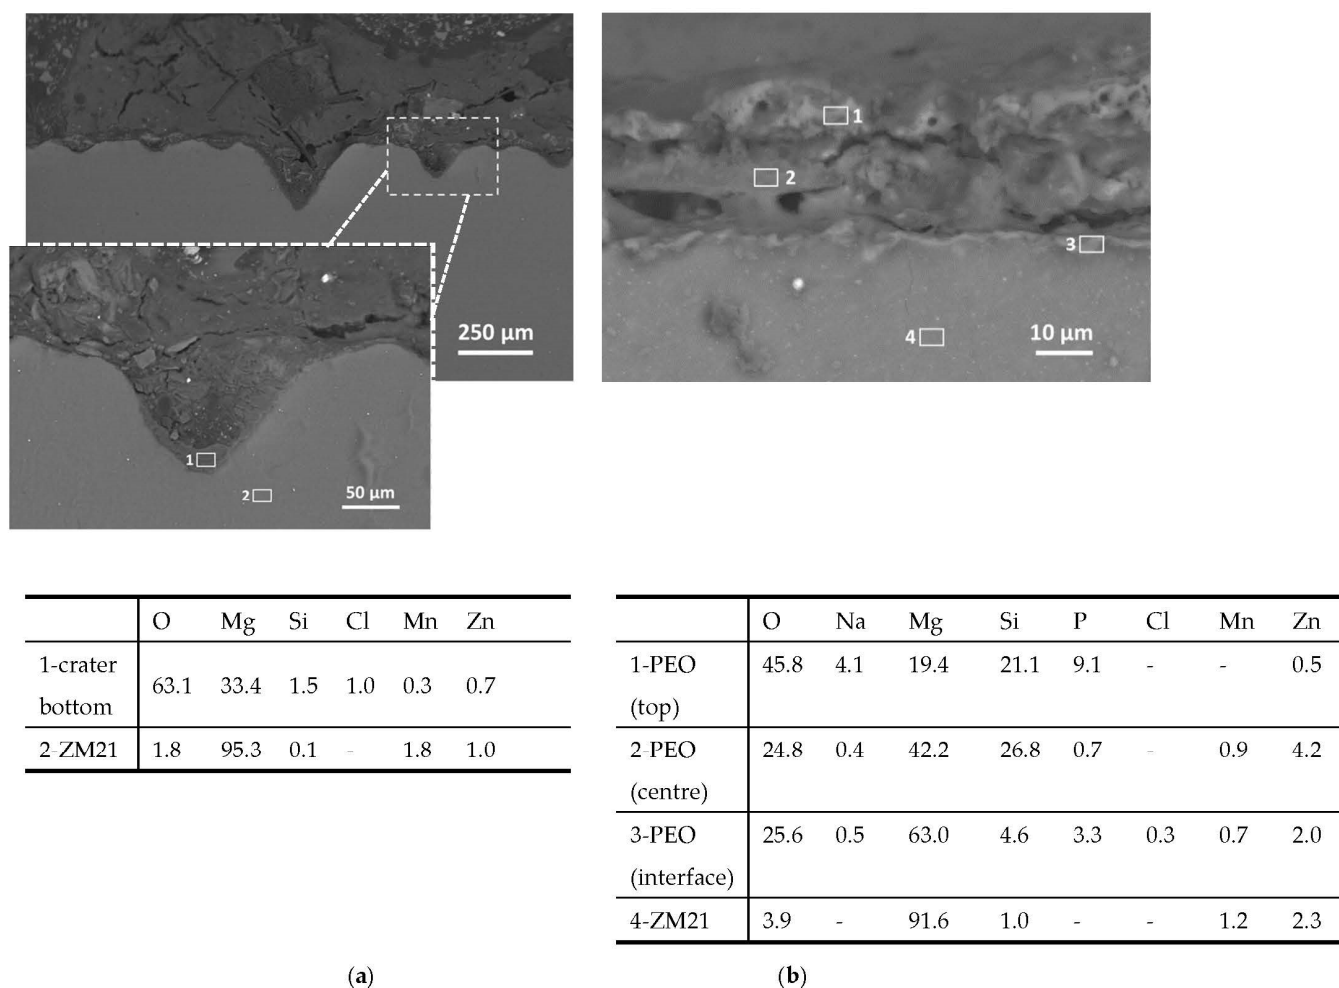 250 µm
1
2
50 µm
1
2
3
4
10 µm
O Mg Si Cl Mn Zn
1-crater bottom 63.1 33.4 1.5 1.0 0.3 0.7
2-ZM21 1.8 95.3 0.1 - 1.8 1.0
O Na Mg Si P Cl Mn Zn
1-PEO (top) 45.8 4.1 19.4 21.1 9.1 - - 0.5
2-PEO (centre) 24.8 0.4 42.2 26.8 0.7 - 0.9 4.2
3-PEO (interface) 25.6 0.5 63.0 4.6 3.3 0.3 0.7 2.0
4-ZM21 3.9 - 91.6 1.0 - - 1.2 2.3
(a) (b)